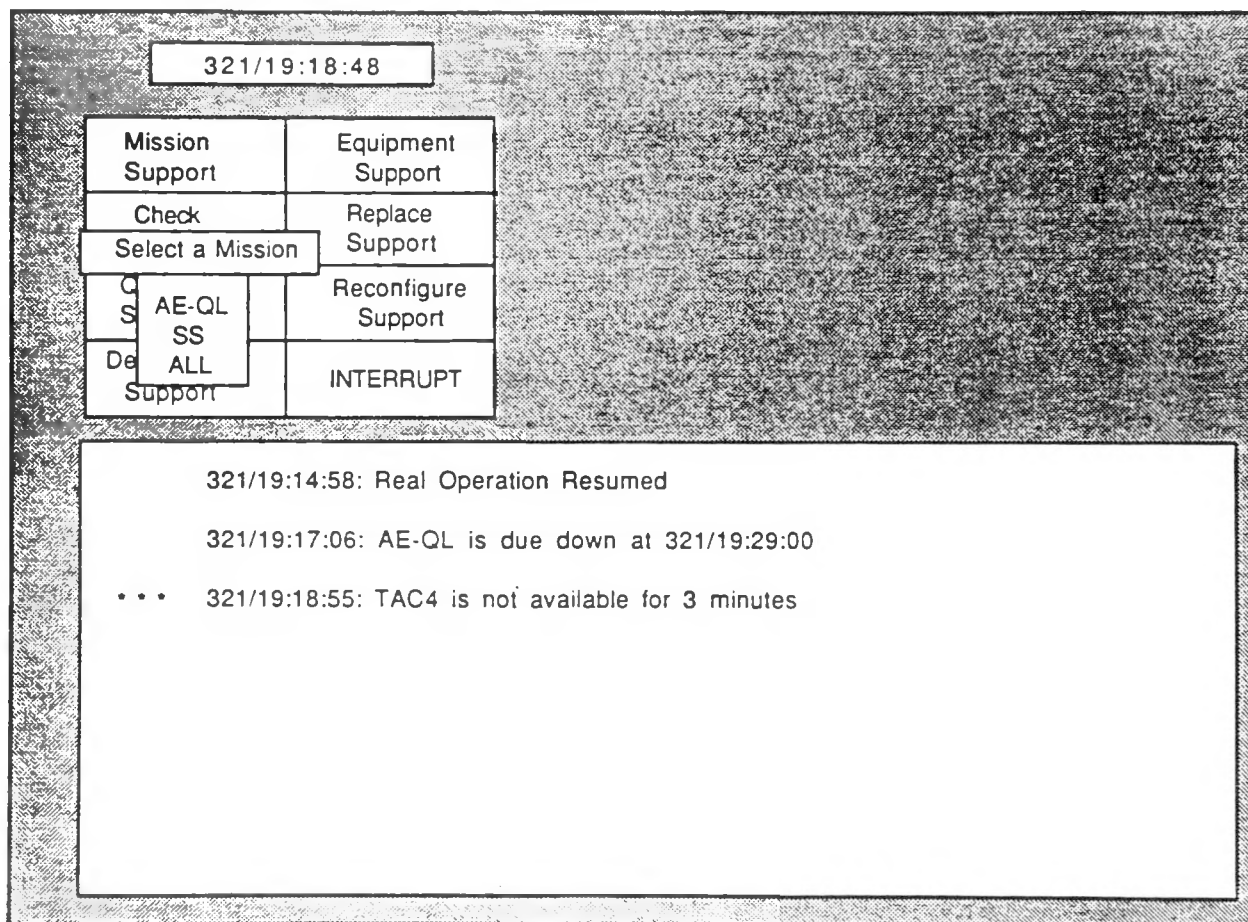 321/19:18:48
Mission
Support
Equipment
Support
Check
Replace
Support
Select a Mission
Reconfigure
Support
AE-QL
SS
ALL
De
Support
INTERRUPT
321/19:14:58: Real Operation Resumed
321/19:17:06: AE-QL is due down at 321/19:29:00
* * * 321/19:18:55: TAC4 is not available for 3 minutes